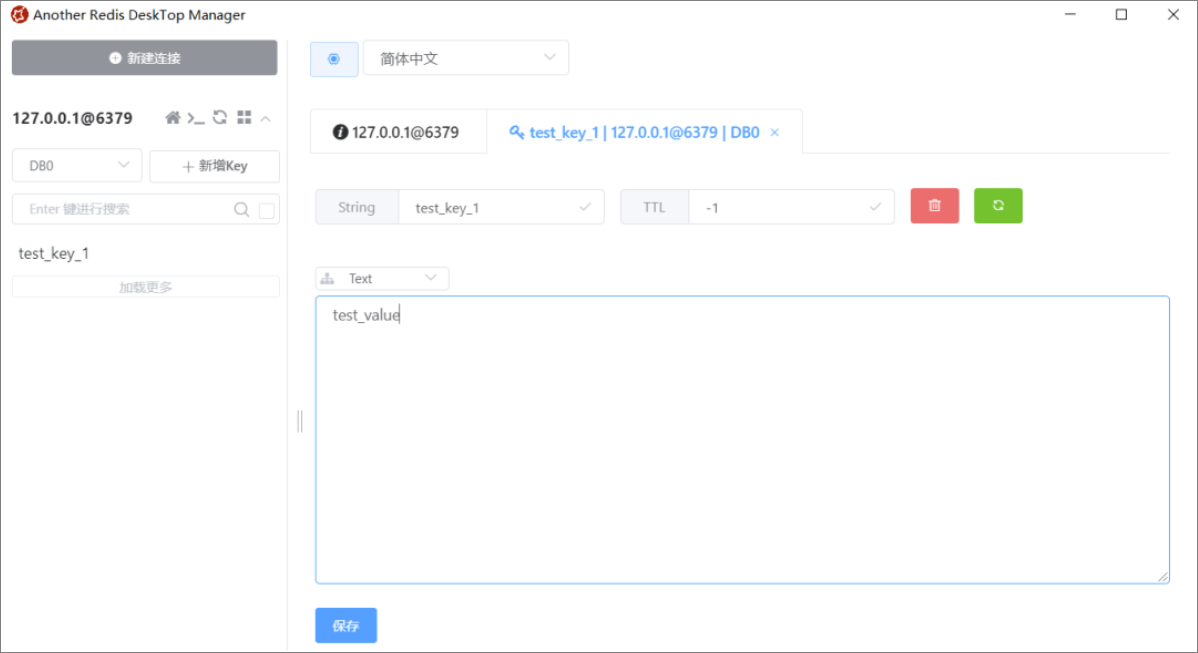 Another Redis DeskTop Manager
新建连接
127.0.0.1@6379
DB0
新增Key
Enter 键进行搜索
test_key_1
加载更多
简体中文
127.0.0.1@6379
test_key_1 | 127.0.0.1@6379 | DB0
String test_key_1
TTL -1
Text
test_value
保存